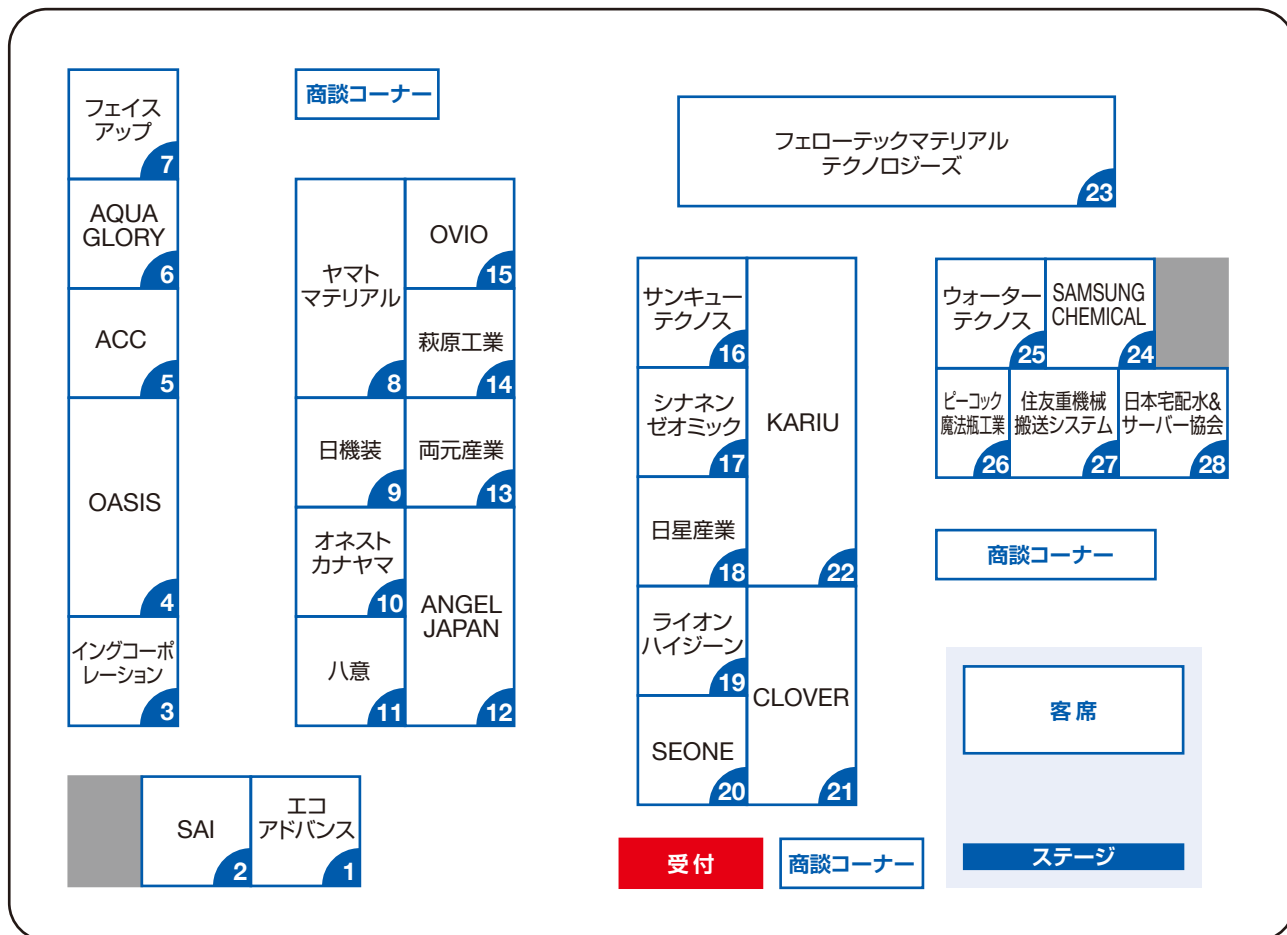 フェイス
アップ
7
AQUA
GLORY
6
ACC
5
OASIS
4
イングコーポ
レーション
3
SAI
2
エコ
アドバンス
1
商談コーナー
ヤマト
マテリアル
8
日機装
9
オネスト
カナヤマ
10
八意
11
OVIO
15
萩原工業
14
両元産業
13
ANGEL
JAPAN
12
フェローテックマテリアル
テクノロジーズ
23
サンキュー
テクノス
16
シナネン
ゼオミック
17
日星産業
18
ライオン
ハイジーン
19
SEONE
20
KARIU
22
CLOVER
21
ウォーター
テクノス
25
SAMSUNG
CHEMICAL
24
ピーコック
魔法瓶工業
26
住友重機械
搬送システム
27
日本宅配水&
サーバー協会
28
商談コーナー
客席
ステージ
受付
商談コーナー